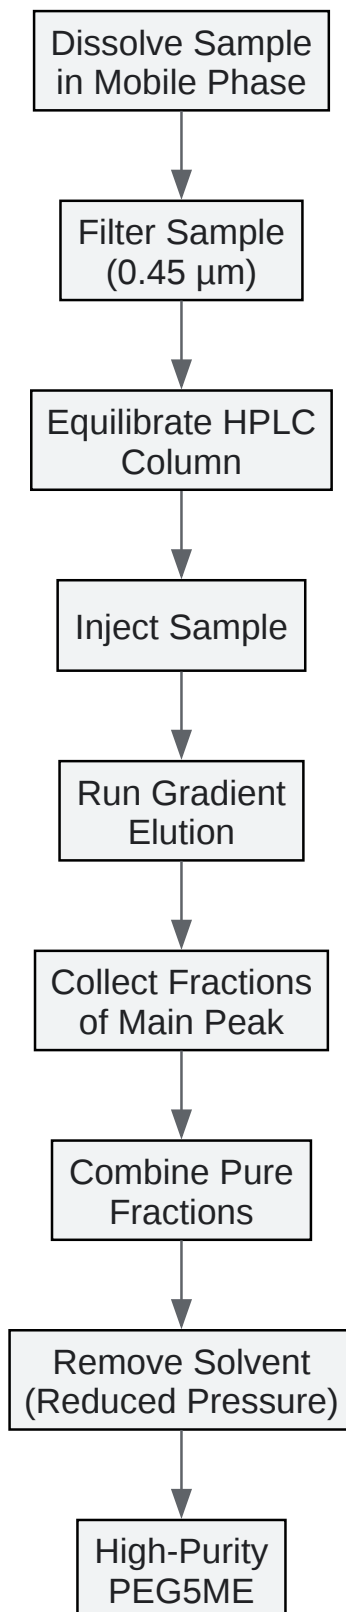 Dissolve Sample
in Mobile Phase
Filter Sample
(0.45 µm)
Equilibrate HPLC
Column
Inject Sample
Run Gradient
Elution
Collect Fractions
of Main Peak
Combine Pure
Fractions
Remove Solvent
(Reduced Pressure)
High-Purity
PEG5ME